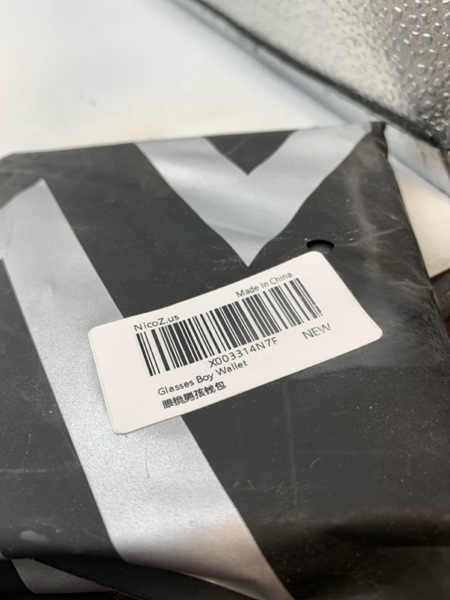 NicoZ.us
Made In China
X003314N7F
NEW
Glasses Boy Wallet
眼镜男孩钱包